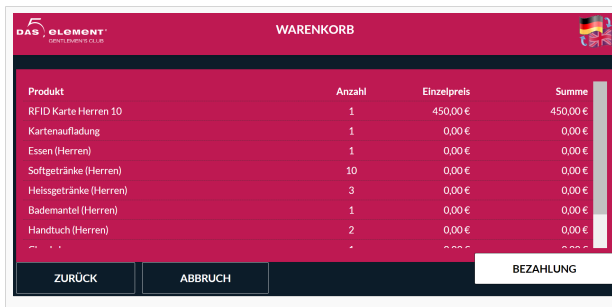 DAS 5. ELEMENT
GENTLEMEN'S CLUB
WARENKORB
Produkt Anzahl Einzelpreis Summe
RFID Karte Herren 10 1 450,00 € 450,00 €
Kartenaufladung 1 0,00 € 0,00 €
Essen (Herren) 1 0,00 € 0,00 €
Softgetränke (Herren) 10 0,00 € 0,00 €
Heissgetränke (Herren) 3 0,00 € 0,00 €
Bademantel (Herren) 1 0,00 € 0,00 €
Handtuch (Herren) 2 0,00 € 0,00 €
ZURÜCK ABBRUCH BEZAHLUNG